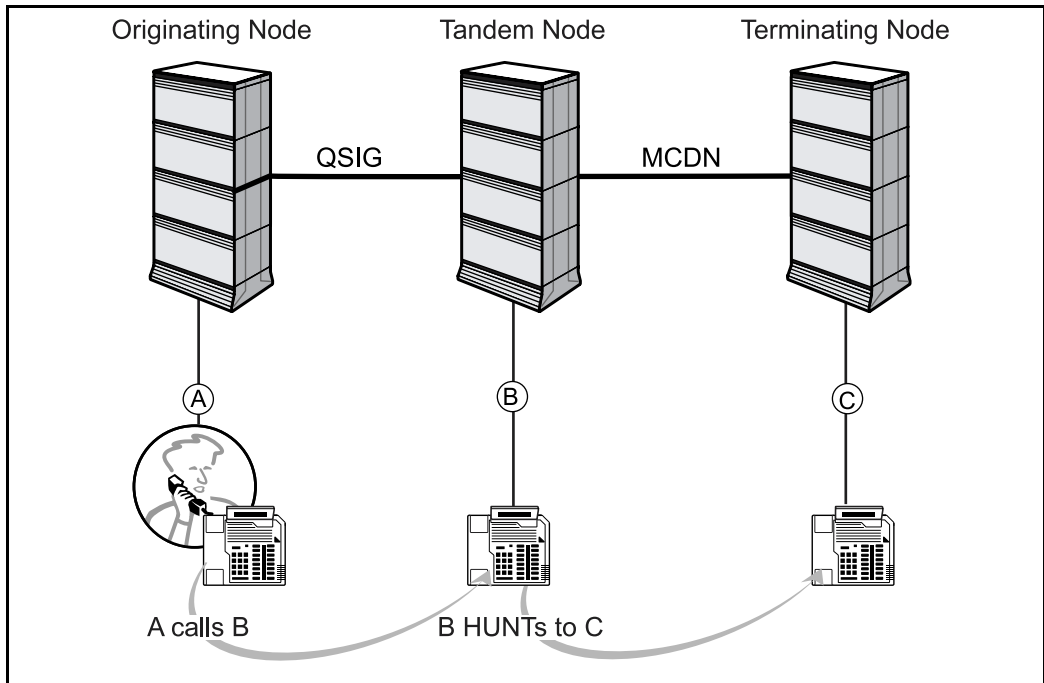 Originating Node
Tandem Node
Terminating Node
QSIG
MCDN
A
B
C
A calls B
B HUNTs to C